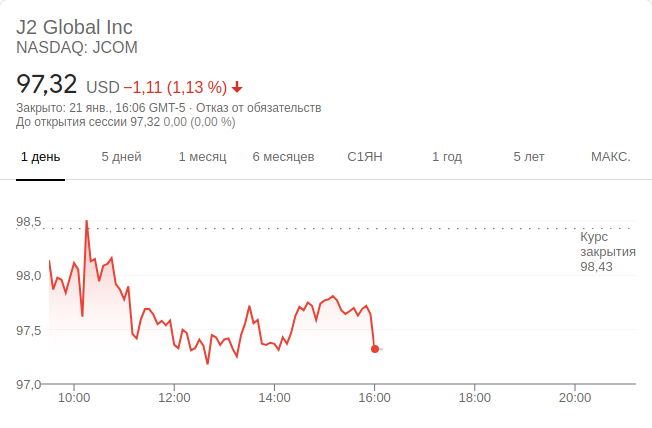 J2 Global Inc
NASDAQ: JCOM
97,32 USD −1,11 (1,13 %)
Закрыто: 21 янв., 16:06 GMT-5 · Отказ от обязательств
До открытия сессии 97,32 0,00 (0,00 %)
1 день 5 дней 1 месяц 6 месяцев С1ЯН 1 год 5 лет МАКС.
98,5
Курс
закрытия
98,43
98,0
97,5
97,0
10:00 12:00 14:00 16:00 18:00 20:00